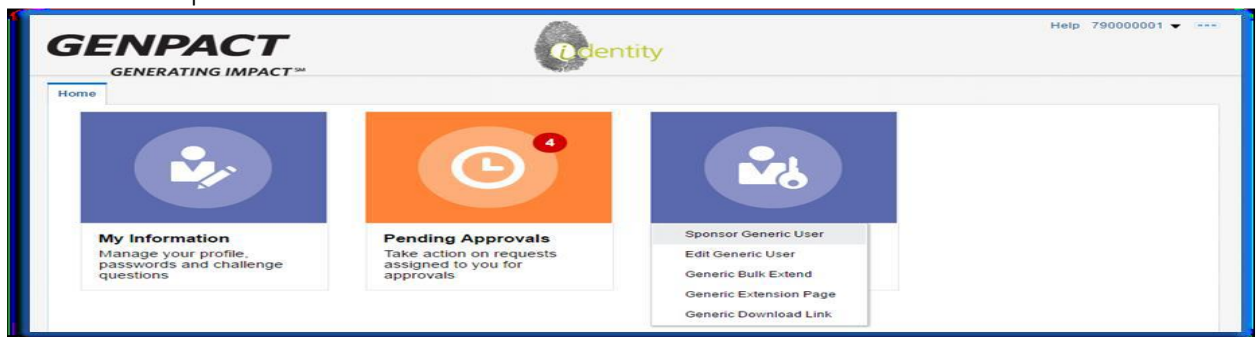 GENPACT
GENERATING IMPACT℠
identity
Help 790000001
Home
4
My Information
Manage your profile,
passwords and challenge
questions
Pending Approvals
Take action on requests
assigned to you for
approvals
Sponsor Generic User
Edit Generic User
Generic Bulk Extend
Generic Extension Page
Generic Download Link